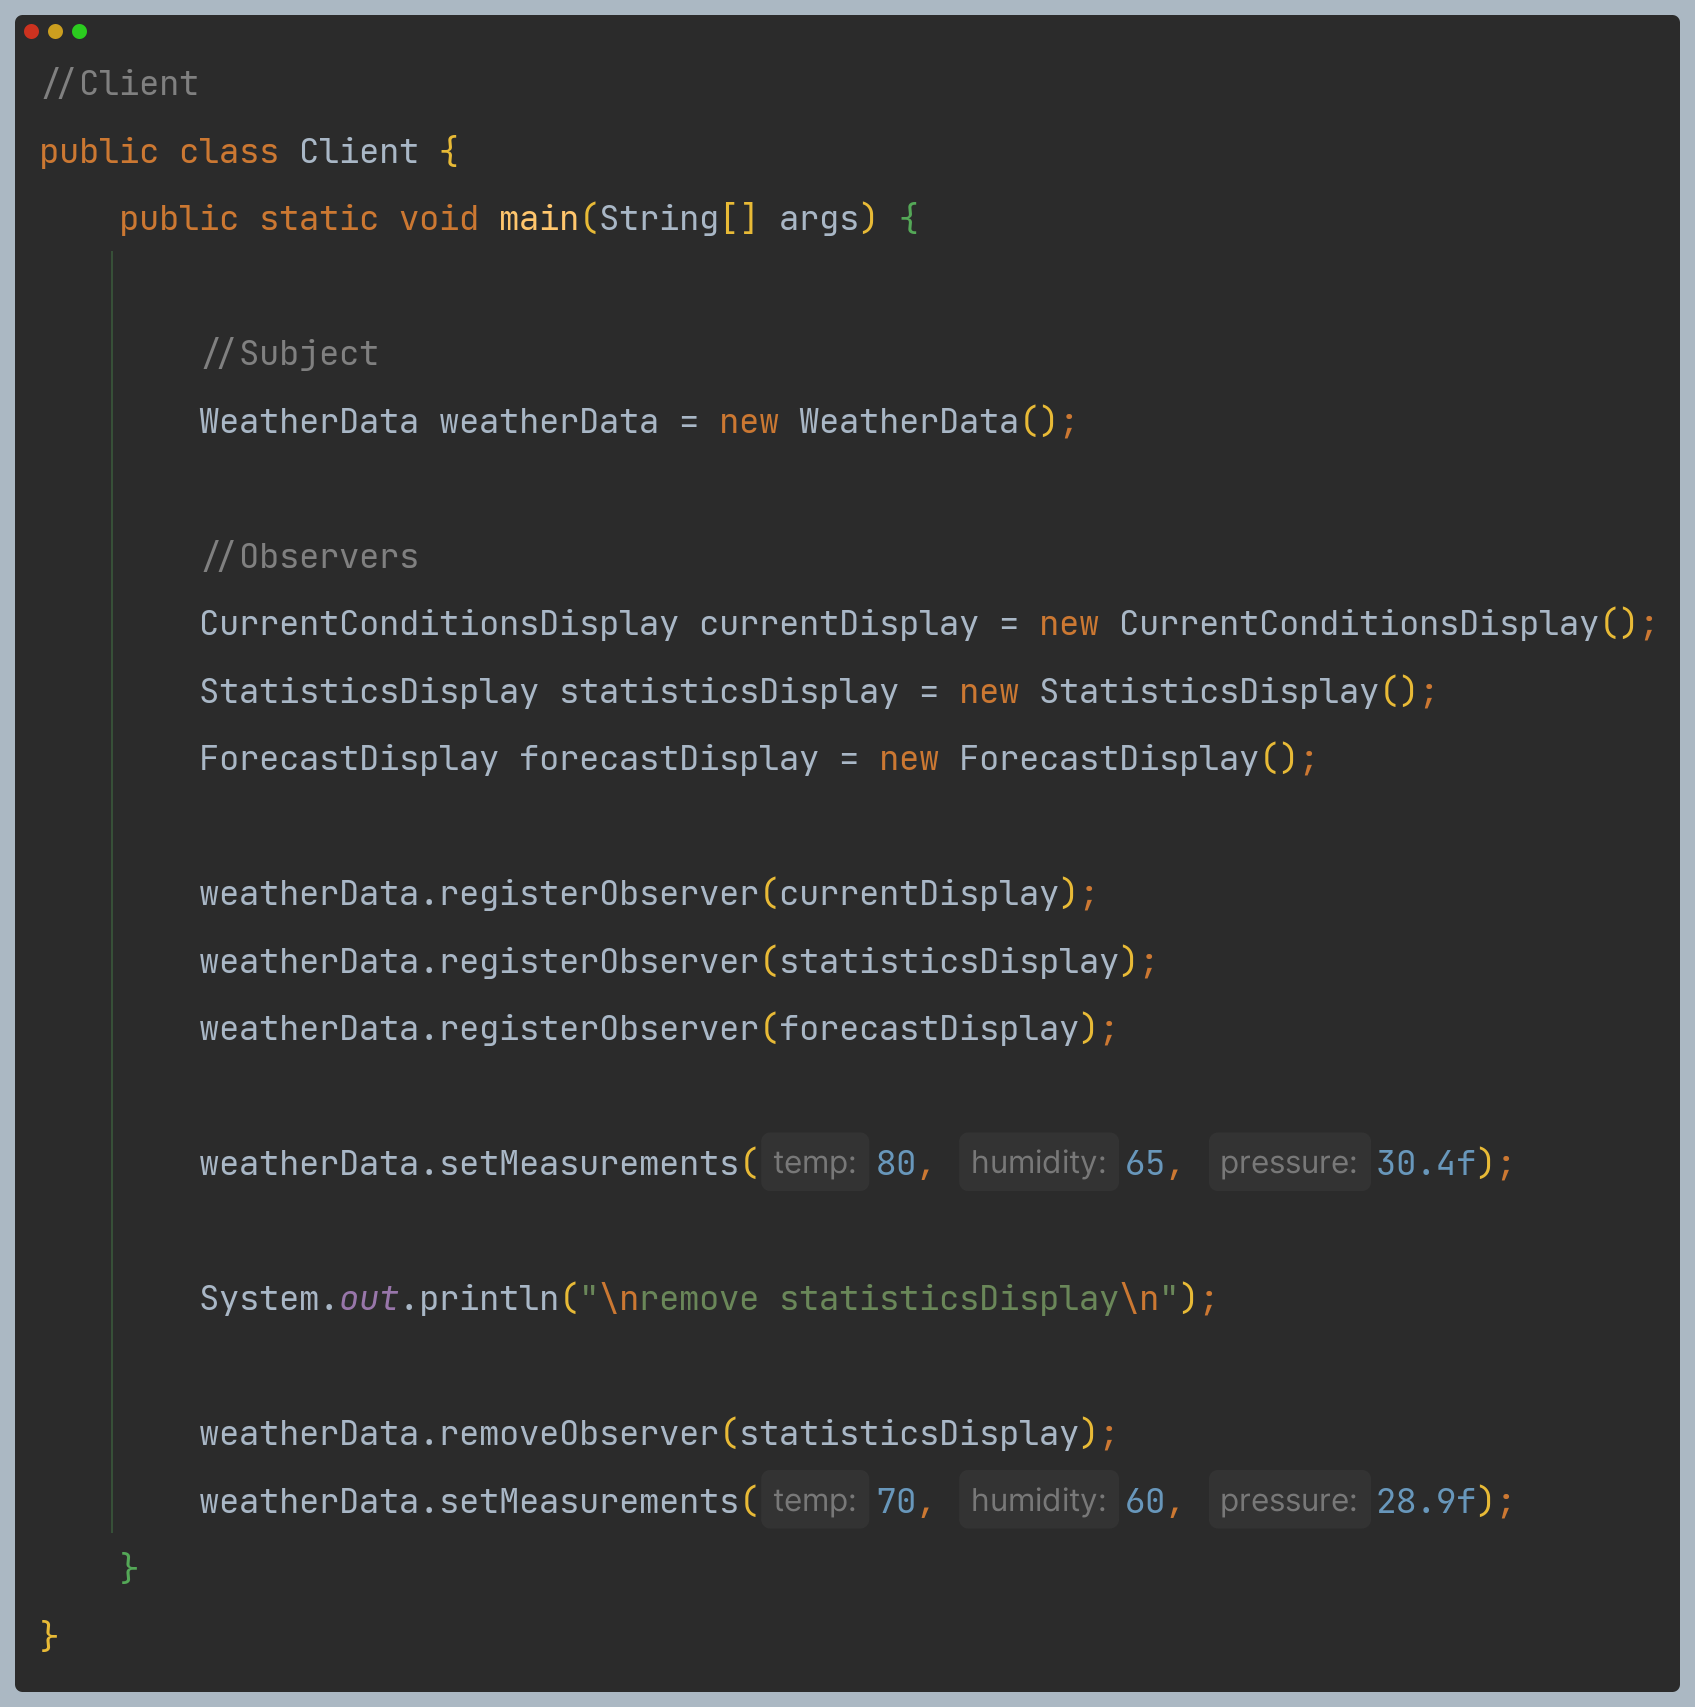 //Client
public class Client {
    public static void main(String[] args) {

        //Subject
        WeatherData weatherData = new WeatherData();

        //Observers
        CurrentConditionsDisplay currentDisplay = new CurrentConditionsDisplay();
        StatisticsDisplay statisticsDisplay = new StatisticsDisplay();
        ForecastDisplay forecastDisplay = new ForecastDisplay();

        weatherData.registerObserver(currentDisplay);
        weatherData.registerObserver(statisticsDisplay);
        weatherData.registerObserver(forecastDisplay);

        weatherData.setMeasurements( temp: 80, humidity: 65, pressure: 30.4f);

        System.out.println("\nremove statisticsDisplay\n");

        weatherData.removeObserver(statisticsDisplay);
        weatherData.setMeasurements( temp: 70, humidity: 60, pressure: 28.9f);
    }
}